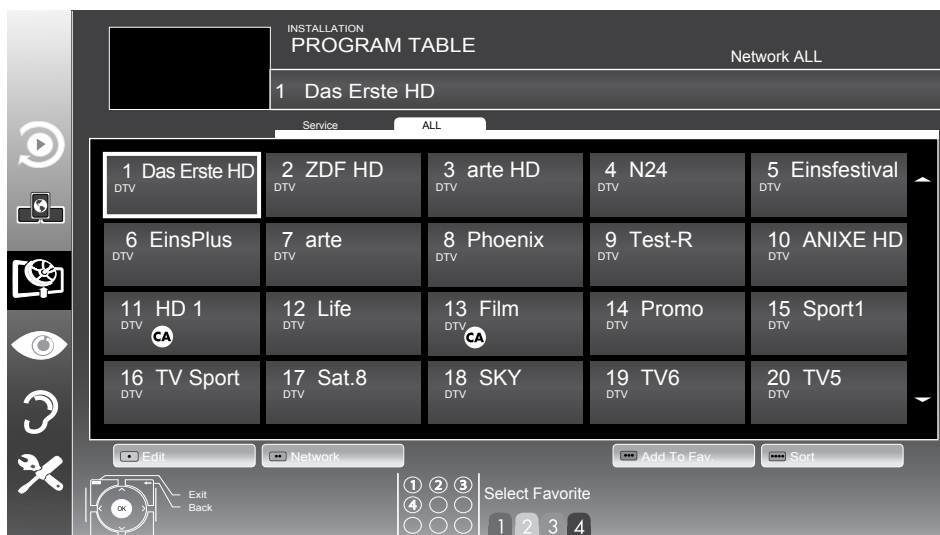 INSTALLATION
PROGRAM TABLE
Network ALL
1 Das Erste HD
Service ALL
1 Das Erste HD 2 ZDF HD 3 arte HD 4 N24 5 Einsfestival
DTV DTV DTV DTV DTV
6 EinsPlus 7 arte 8 Phoenix 9 Test-R 10 ANIXE HD
DTV DTV DTV DTV DTV
11 HD 1 12 Life 13 Film 14 Promo 15 Sport1
DTV DTV DTV DTV DTV
CA CA
16 TV Sport 17 Sat.8 18 SKY 19 TV6 20 TV5
DTV DTV DTV DTV DTV
Edit Network Add To Fav. Sort
Exit
Back
OK
1 2 3
4
Select Favorite
1 2 3 4